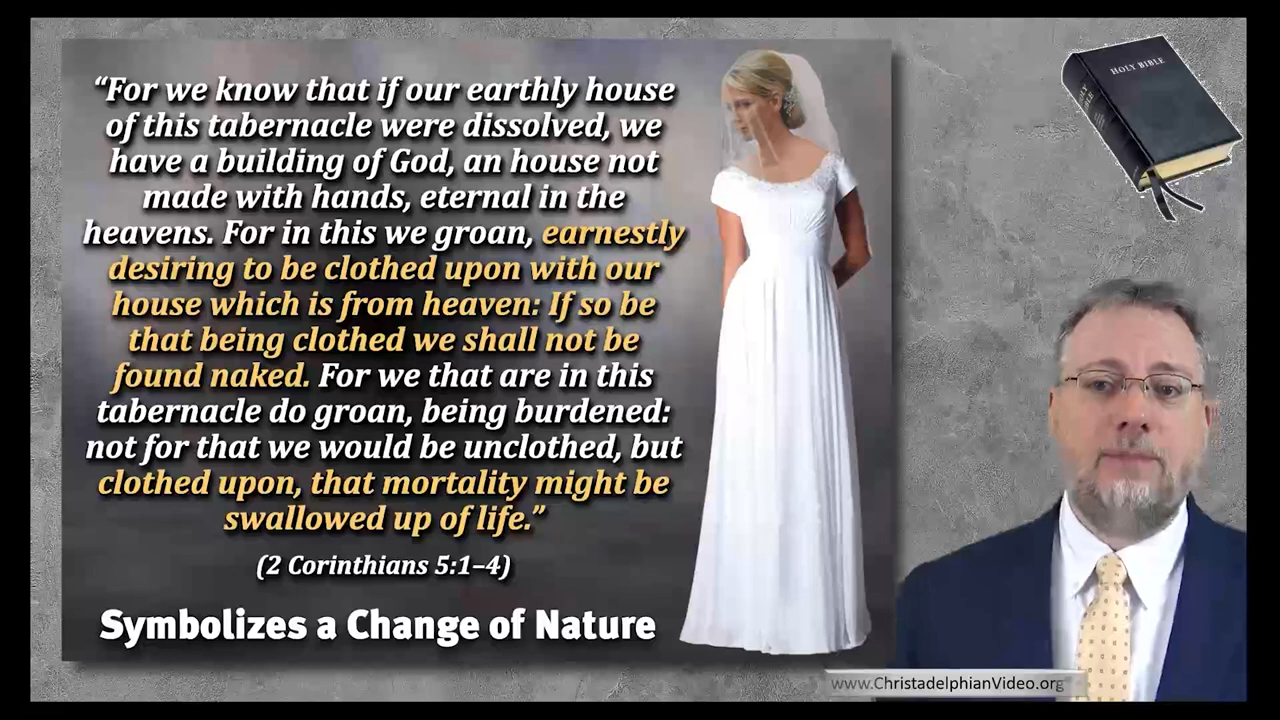 “For we know that if our earthly house
of this tabernacle were dissolved, we
have a building of God, an house not
made with hands, eternal in the
heavens. For in this we groan, earnestly
desiring to be clothed upon with our
house which is from heaven: If so be
that being clothed we shall not be
found naked. For we that are in this
tabernacle do groan, being burdened:
not for that we would be unclothed, but
clothed upon, that mortality might be
swallowed up of life.”
(2 Corinthians 5:1–4)
Symbolizes a Change of Nature
HOLY BIBLE
www.ChristadelphianVideo.org